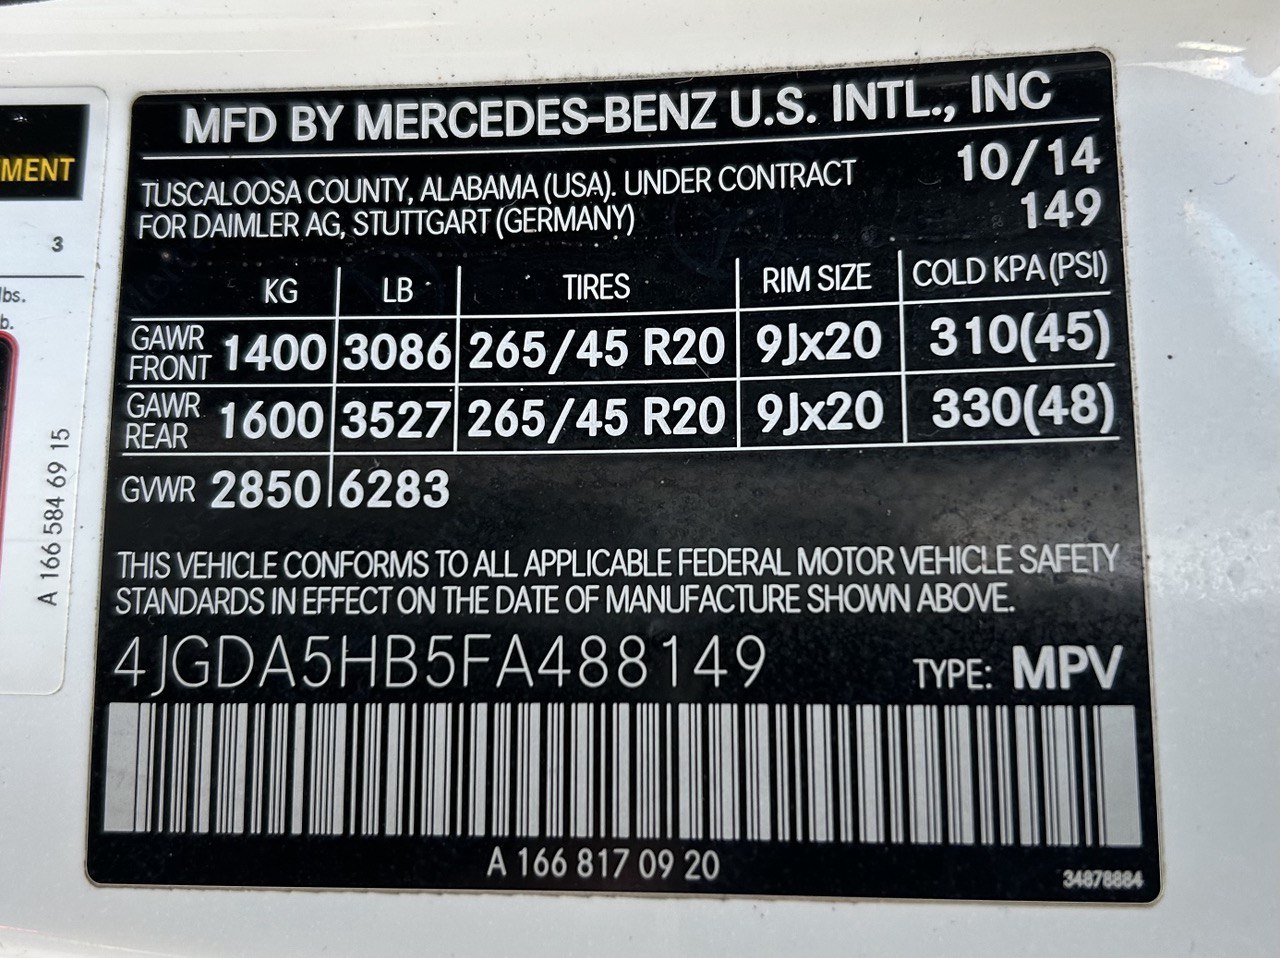 MFD BY MERCEDES-BENZ U.S. INTL., INC
TUSCALOOSA COUNTY, ALABAMA (USA). UNDER CONTRACT
FOR DAIMLER AG, STUTTGART (GERMANY)
10/14
149
KG LB TIRES RIM SIZE COLD KPA (PSI)
GAWR FRONT 1400 3086 265/45 R20 9Jx20 310(45)
GAWR REAR 1600 3527 265/45 R20 9Jx20 330(48)
GVWR 2850 6283
THIS VEHICLE CONFORMS TO ALL APPLICABLE FEDERAL MOTOR VEHICLE SAFETY
STANDARDS IN EFFECT ON THE DATE OF MANUFACTURE SHOWN ABOVE.
4JGDA5HB5FA488149 TYPE: MPV
A 166 817 09 20
34878884
MENT
3
lbs.
b.
A 166 584 69 15